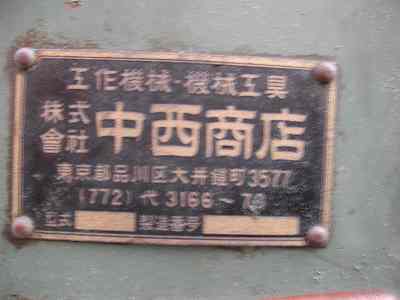 工作機械・機械工具
株式會社 中西商店
東京都品川区大井鎧町3577
(772) 代 3166～7
型式 製造番号